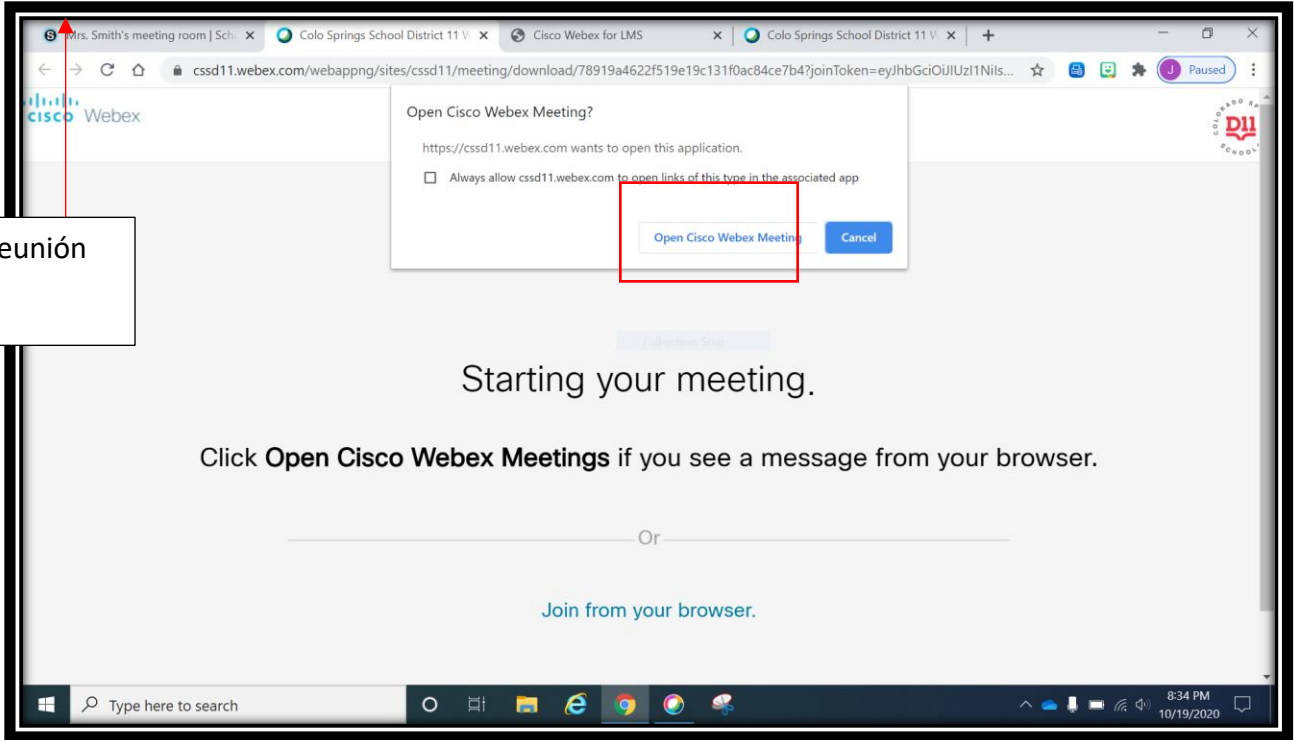 Mrs. Smith's meeting room | Sch
Colo Springs School District 11 W
Cisco Webex for LMS
Colo Springs School District 11 W
cssd11.webex.com/webappng/sites/cssd11/meeting/download/78919a4622f519e19c131f0ac84ce7b4?joinToken=eyJhbGciOiJIUzI1NiIs...
J Paused
cisco Webex
COLORADO
D11
SCHOOL
Open Cisco Webex Meeting?
https://cssd11.webex.com wants to open this application.
Always allow cssd11.webex.com to open links of this type in the associated app
Open Cisco Webex Meeting
Cancel
eunión
Starting your meeting.
Click Open Cisco Webex Meetings if you see a message from your browser.
Or
Join from your browser.
Type here to search
8:34 PM
10/19/2020